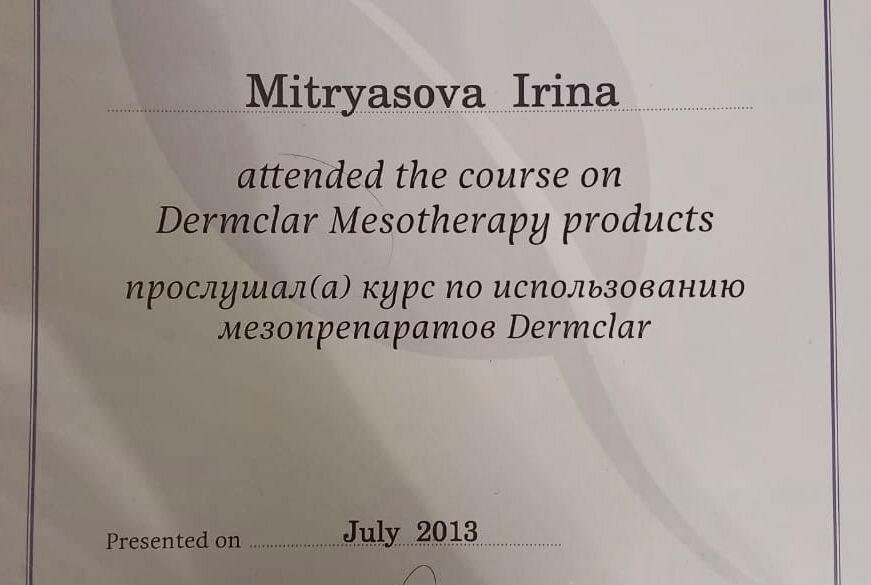 Mitryasova Irina
attended the course on
Dermclar Mesotherapy products
прослушал(а) курс по использованию
мезопрепаратов Dermclar
Presented on July 2013